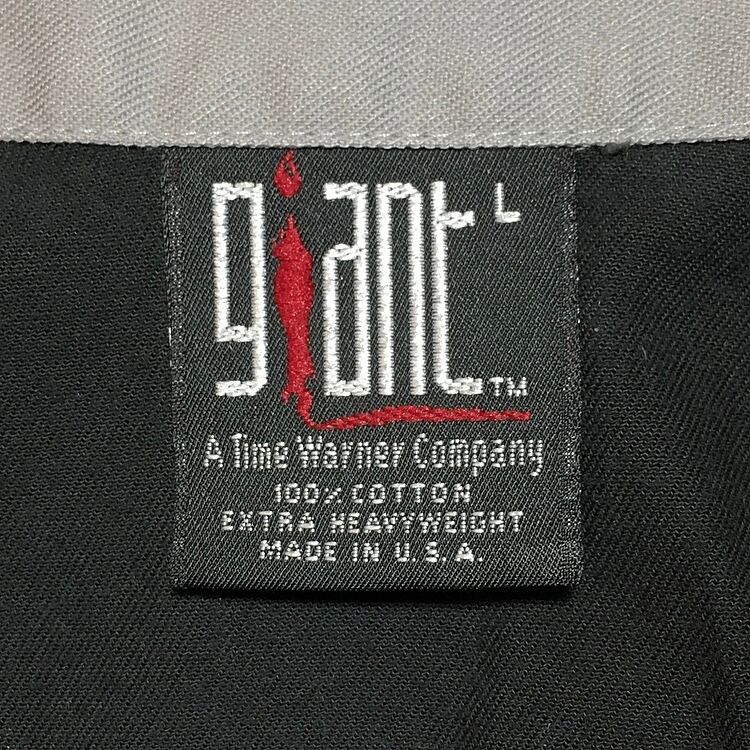 giant L
TM
A Time Warner Company
100% COTTON
EXTRA HEAVYWEIGHT
MADE IN U.S.A.